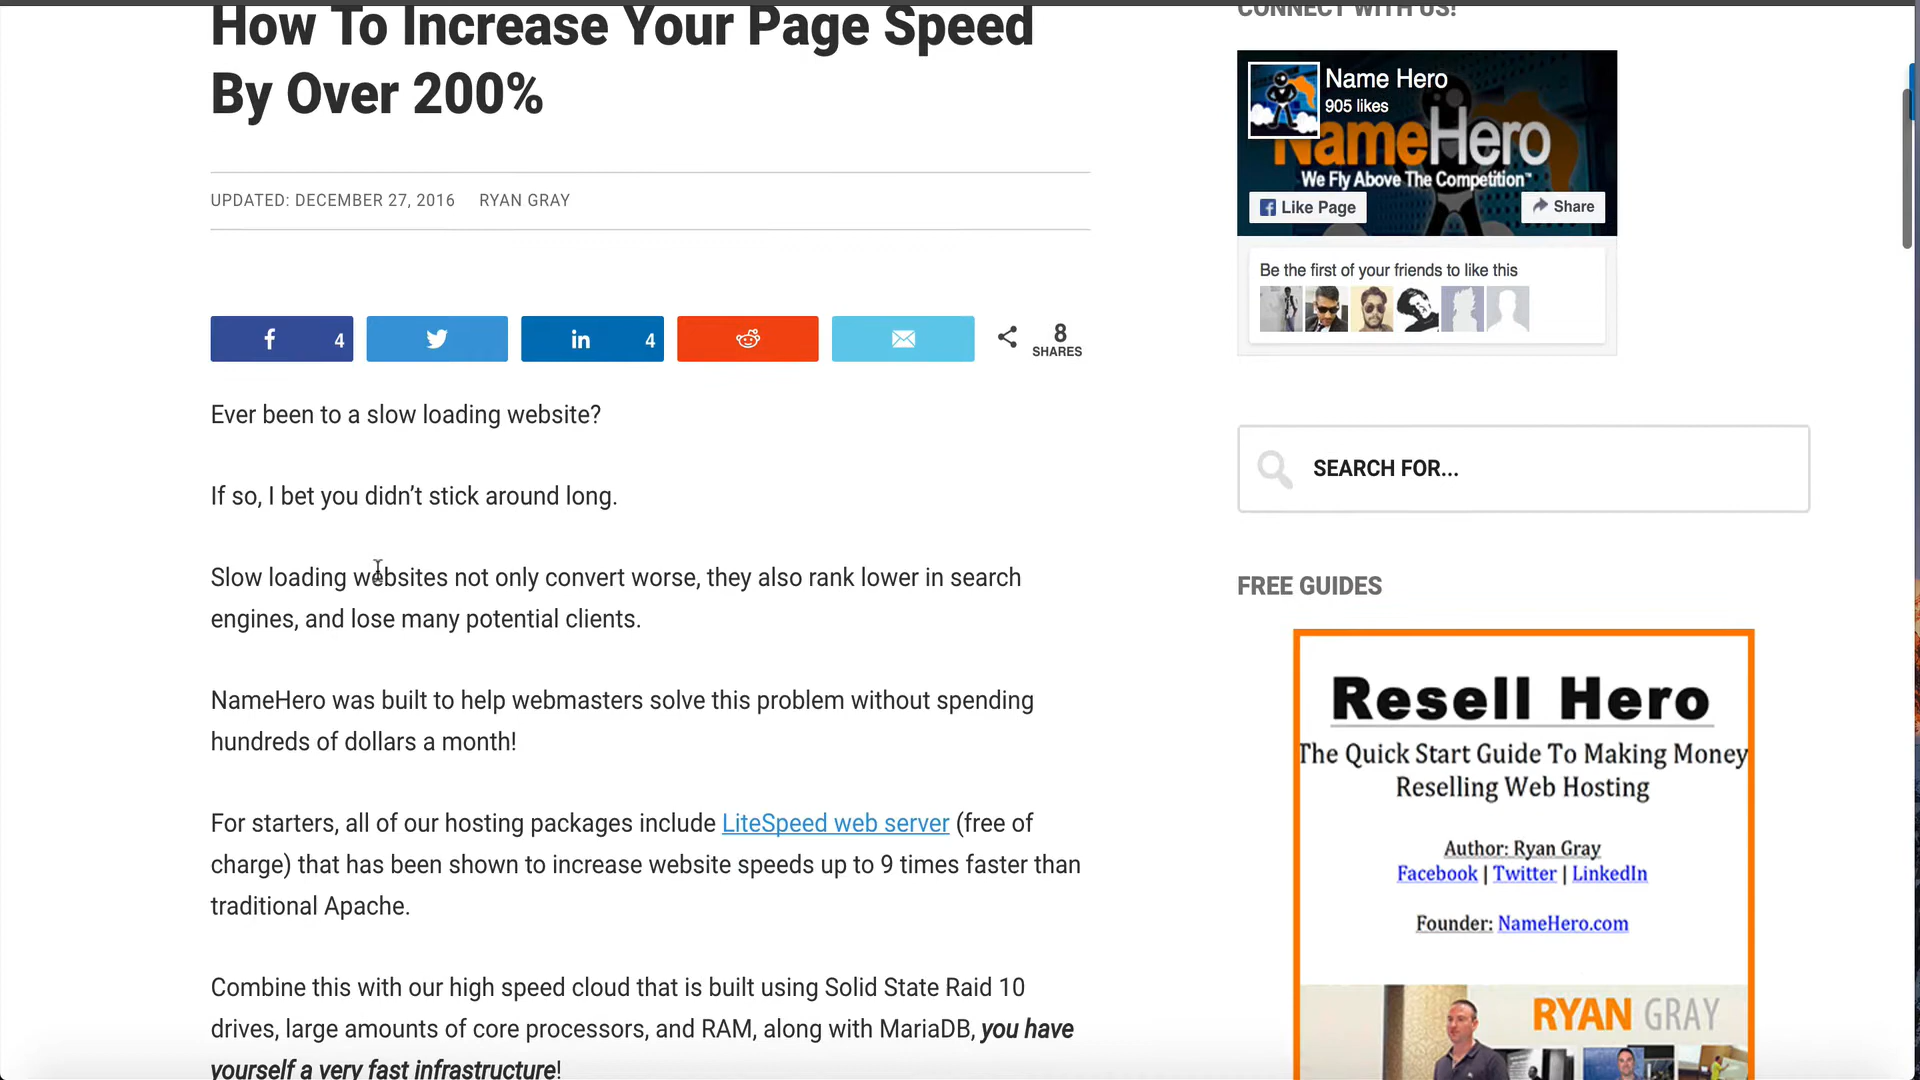 How To Increase Your Page Speed
By Over 200%
UPDATED: DECEMBER 27, 2016 RYAN GRAY
4
4
8
SHARES
Ever been to a slow loading website?
If so, I bet you didn’t stick around long.
Slow loading websites not only convert worse, they also rank lower in search
engines, and lose many potential clients.
NameHero was built to help webmasters solve this problem without spending
hundreds of dollars a month!
For starters, all of our hosting packages include LiteSpeed web server (free of
charge) that has been shown to increase website speeds up to 9 times faster than
traditional Apache.
Combine this with our high speed cloud that is built using Solid State Raid 10
drives, large amounts of core processors, and RAM, along with MariaDB, you have
yourself a very fast infrastructure!
CONNECT WITH US!
Name Hero
905 likes
NameHero
We Fly Above The Competition™
Like Page
Share
Be the first of your friends to like this
SEARCH FOR...
FREE GUIDES
Resell Hero
The Quick Start Guide To Making Money
Reselling Web Hosting
Author: Ryan Gray
Facebook | Twitter | LinkedIn
Founder: NameHero.com
RYAN GRAY